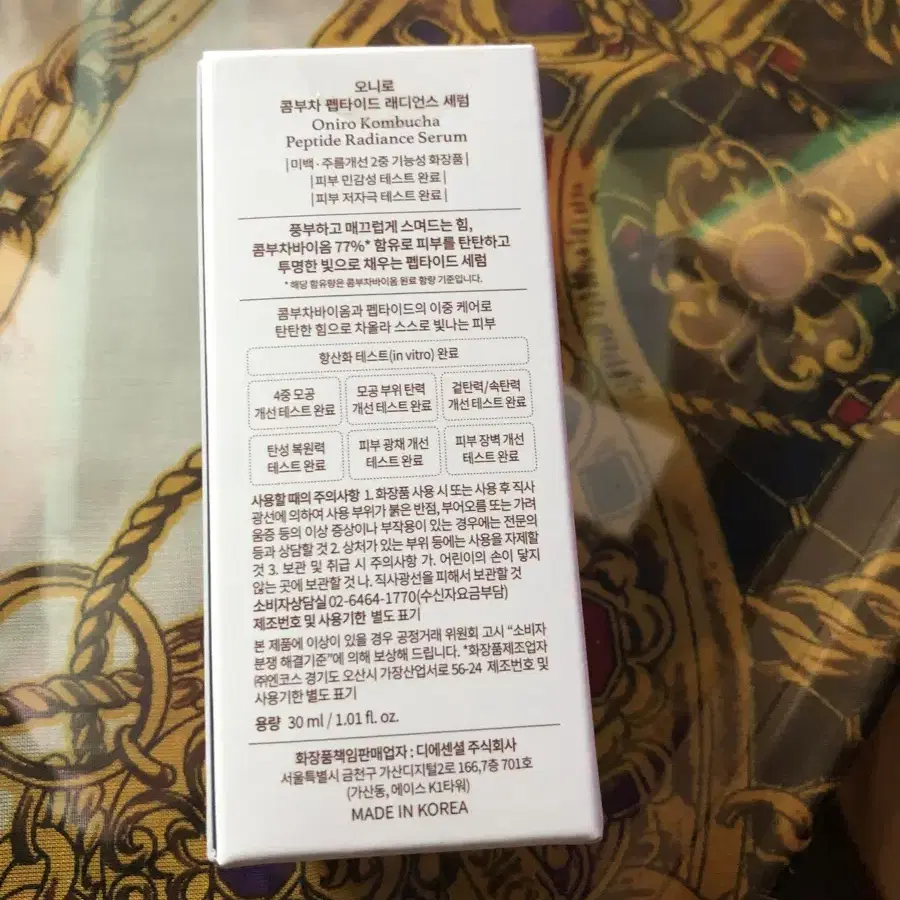 오니로
콤부차 펩타이드 래디언스 세럼
Oniro Kombucha
Peptide Radiance Serum
|미백·주름개선 2중 기능성 화장품|
|피부 민감성 테스트 완료|
|피부 저자극 테스트 완료|
풍부하고 매끄럽게 스며드는 힘,
콤부차바이옴 77%* 함유로 피부를 탄탄하고
투명한 빛으로 채우는 펩타이드 세럼
* 해당 함유량은 콤부차바이옴 원료 함량 기준입니다.
콤부차바이옴과 펩타이드의 이중 케어로
탄탄한 힘으로 차올라 스스로 빛나는 피부
항산화 테스트(in vitro) 완료
4중 모공
개선 테스트 완료
모공 부위 탄력
개선 테스트 완료
겉탄력/속탄력
개선 테스트 완료
탄성 복원력
테스트 완료
피부 광채 개선
테스트 완료
피부 장벽 개선
테스트 완료
사용할 때의 주의사항 1. 화장품 사용 시 또는 사용 후 직사
광선에 의하여 사용 부위가 붉은 반점, 부어오름 또는 가려
움증 등의 이상 증상이나 부작용이 있는 경우에는 전문의
등과 상담할 것 2. 상처가 있는 부위 등에는 사용을 자제할
것 3. 보관 및 취급 시 주의사항 가. 어린이의 손이 닿지
않는 곳에 보관할 것 나. 직사광선을 피해서 보관할 것
소비자상담실 02-6464-1770(수신자요금부담)
제조번호 및 사용기한 별도 표기
본 제품에 이상이 있을 경우 공정거래 위원회 고시 “소비자
분쟁 해결기준”에 의해 보상해 드립니다. *화장품제조업자
㈜엔코스 경기도 오산시 가장산업서로 56-24 제조번호 및
사용기한 별도 표기
용량 30 ml / 1.01 fl. oz.
화장품책임판매업자 : 디에센셜 주식회사
서울특별시 금천구 가산디지털2로 166,7층 701호
(가산동, 에이스 K1타워)
MADE IN KOREA